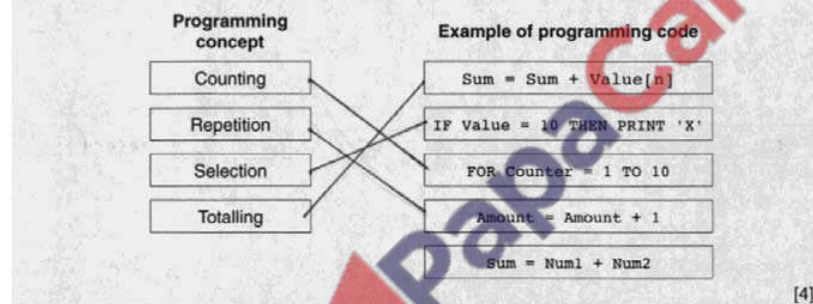 Programming concept
Example of programming code
Counting
Sum = Sum + Value[n]
Repetition
IF Value = 10 THEN PRINT 'X'
Selection
FOR Counter = 1 TO 10
Totalling
Amount = Amount + 1
Sum = Num1 + Num2
[4]